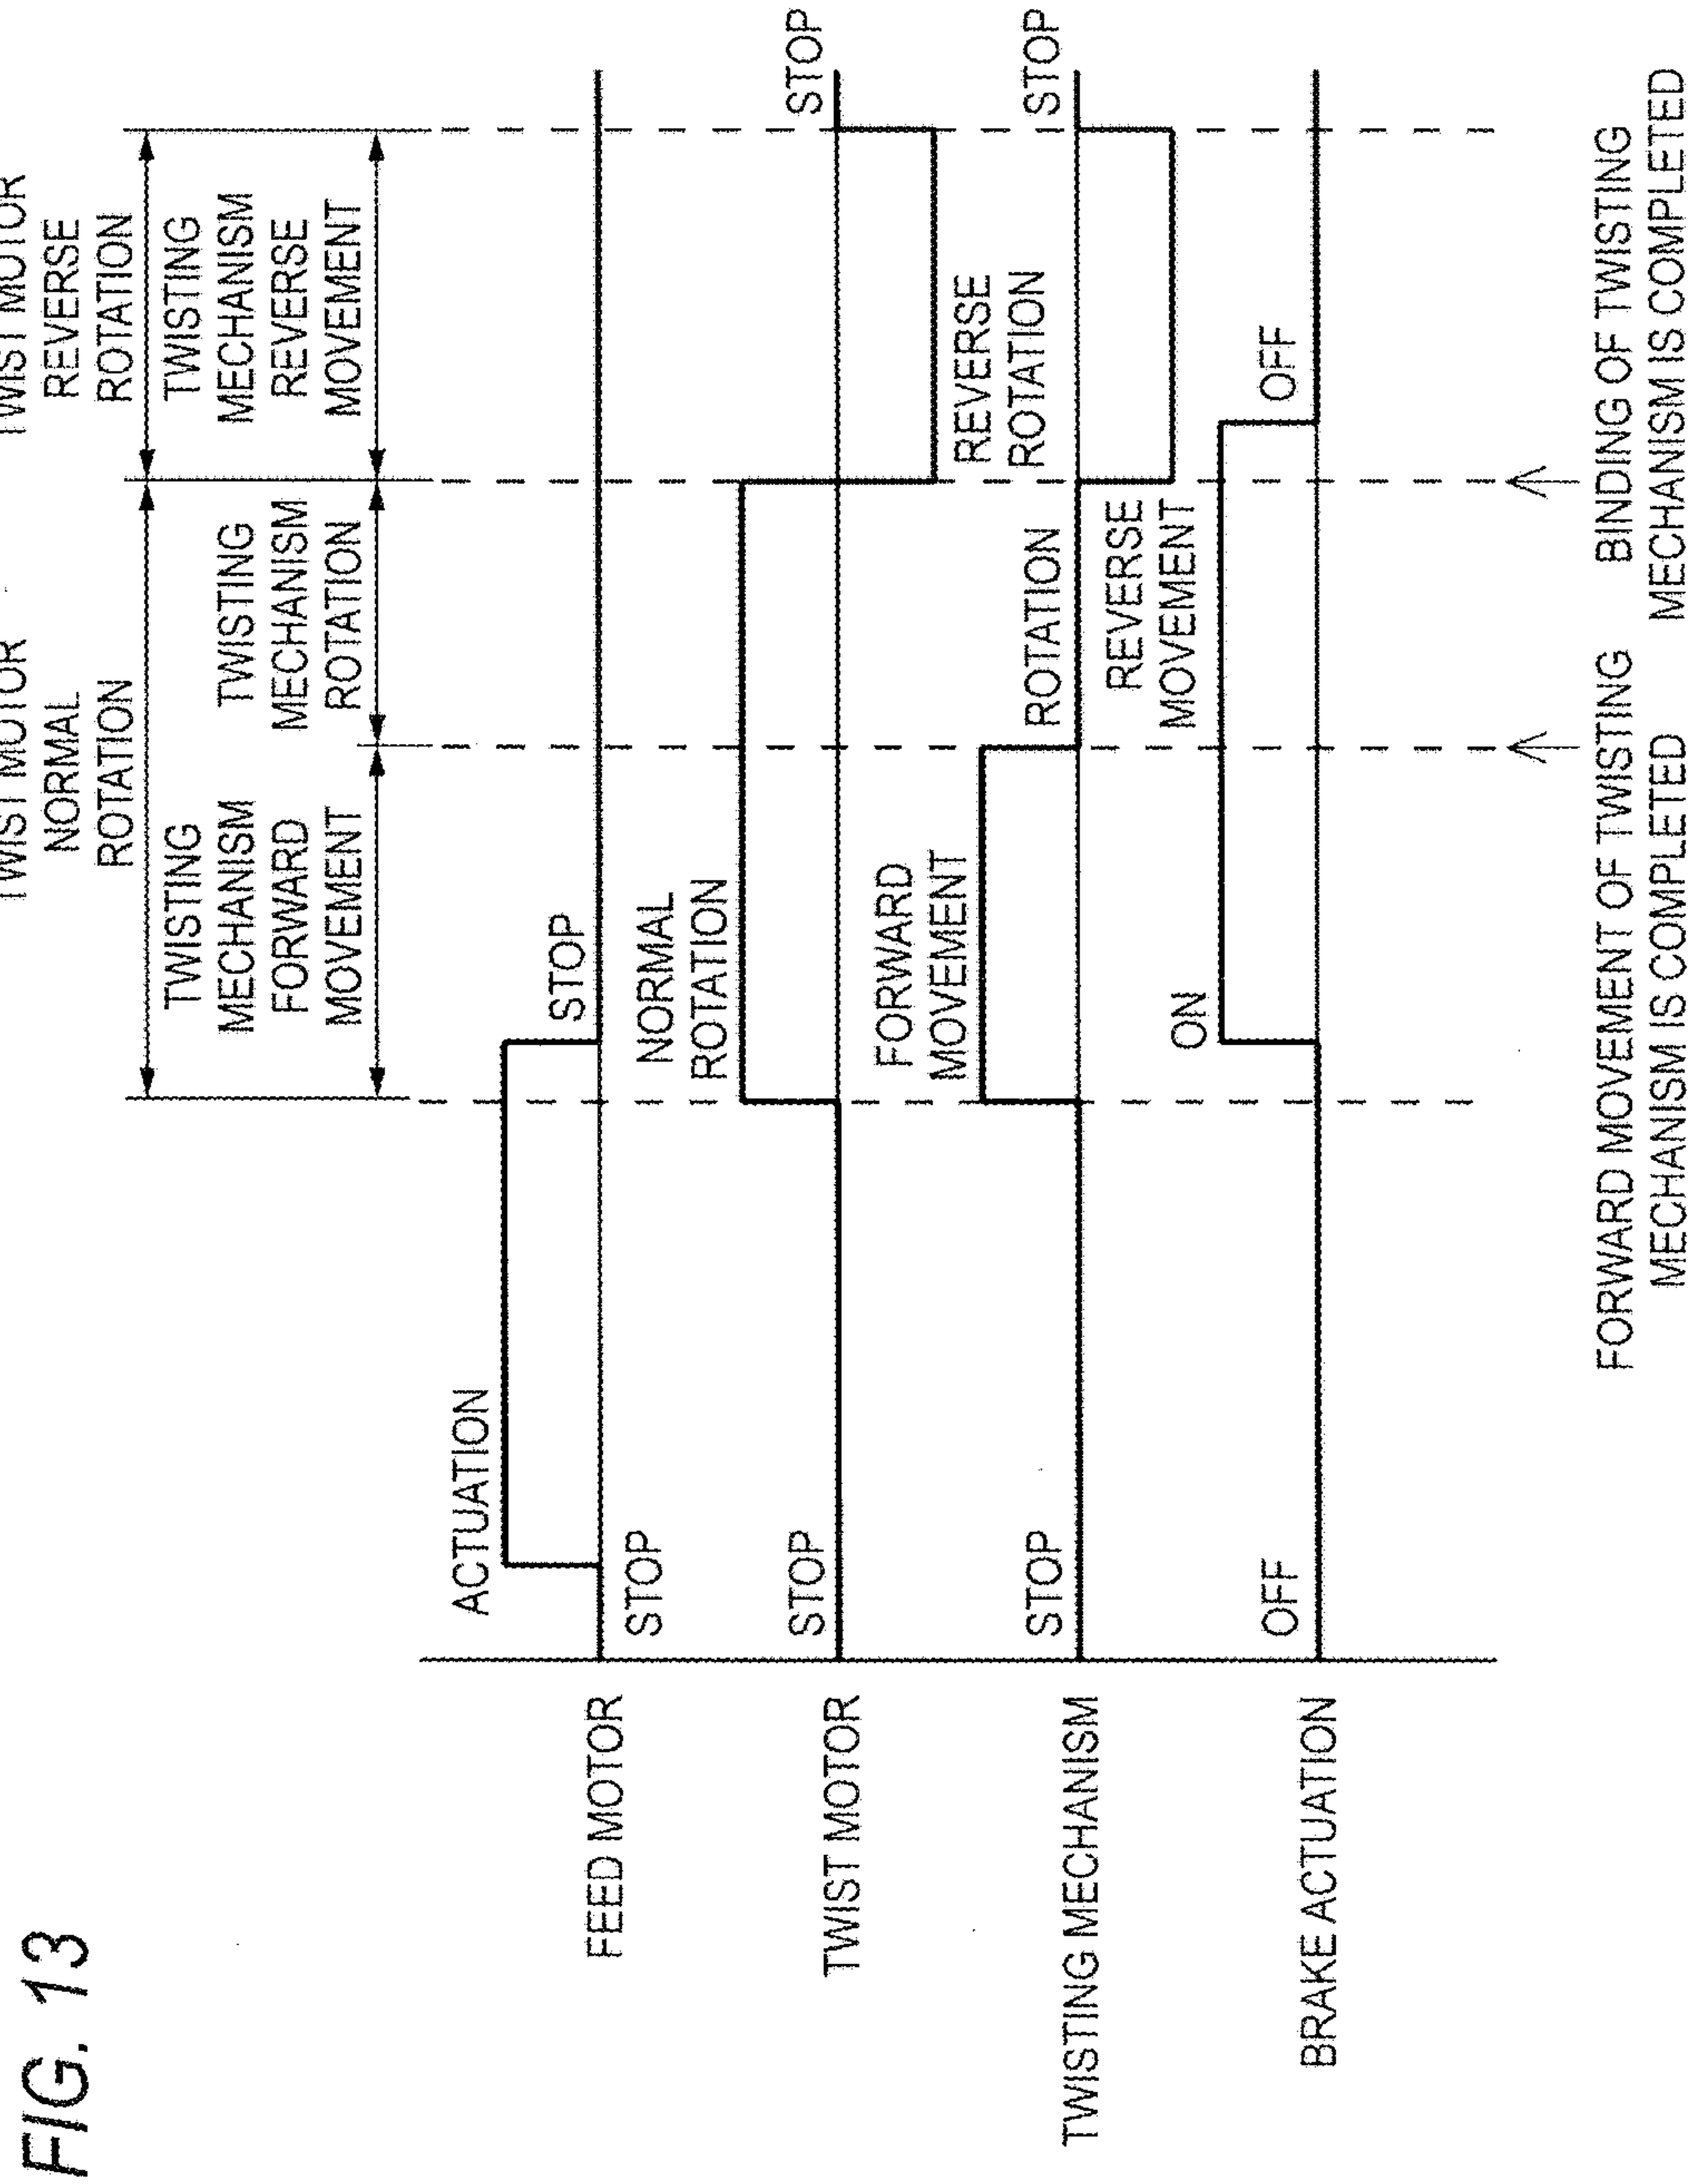 FIG. 13
TWIST MOTOR
NORMAL
ROTATION
TWIST MOTOR
REVERSE
ROTATION
TWISTING
MECHANISM
FORWARD
MOVEMENT
TWISTING
MECHANISM
ROTATION
TWISTING
MECHANISM
REVERSE
MOVEMENT
FEED MOTOR
ACTUATION
STOP
STOP
TWIST MOTOR
STOP
NORMAL
ROTATION
REVERSE
ROTATION
STOP
TWISTING MECHANISM
STOP
FORWARD
MOVEMENT
ROTATION
REVERSE
MOVEMENT
STOP
BRAKE ACTUATION
OFF
ON
OFF
FORWARD MOVEMENT OF TWISTING
MECHANISM IS COMPLETED
BINDING OF TWISTING
MECHANISM IS COMPLETED